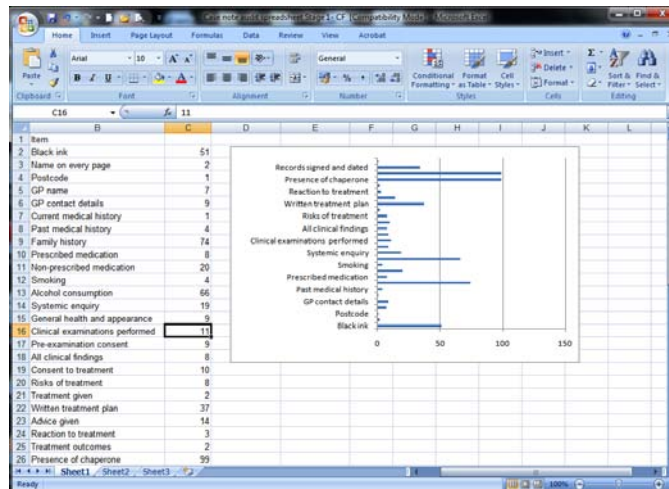 Case note audit spreadsheet Stage 1 - CF [Compatibility Mode] - Microsoft Excel
Home Insert Page Layout Formulas Data Review View Acrobat
Paste
Arial 10
B I U
General
Conditional Formatting
Format as Table
Cell Styles
Insert
Delete
Format
Sort & Filter
Find & Select
Clipboard Font Alignment Number Styles Cells Editing
C16 fx 11
B C D E F G H I J K L
1 Item
2 Black ink 51
3 Name on every page 2
4 Postcode 1
5 GP name 7
6 GP contact details 9
7 Current medical history 1
8 Past medical history 4
9 Family history 74
10 Prescribed medication 8
11 Non-prescribed medication 20
12 Smoking 4
13 Alcohol consumption 66
14 Systemic enquiry 19
15 General health and appearance 9
16 Clinical examinations performed 11
17 Pre-examination consent 9
18 All clinical findings 8
19 Consent to treatment 10
20 Risks of treatment 8
21 Treatment given 2
22 Written treatment plan 37
23 Advice given 14
24 Reaction to treatment 3
25 Treatment outcomes 2
26 Presence of chaperone 99
Records signed and dated
Presence of chaperone
Reaction to treatment
Written treatment plan
Risks of treatment
All clinical findings
Clinical examinations performed
Systemic enquiry
Smoking
Prescribed medication
Past medical history
GP contact details
Postcode
Black ink
0 50 100 150
Sheet1 Sheet2 Sheet3
Ready 100%